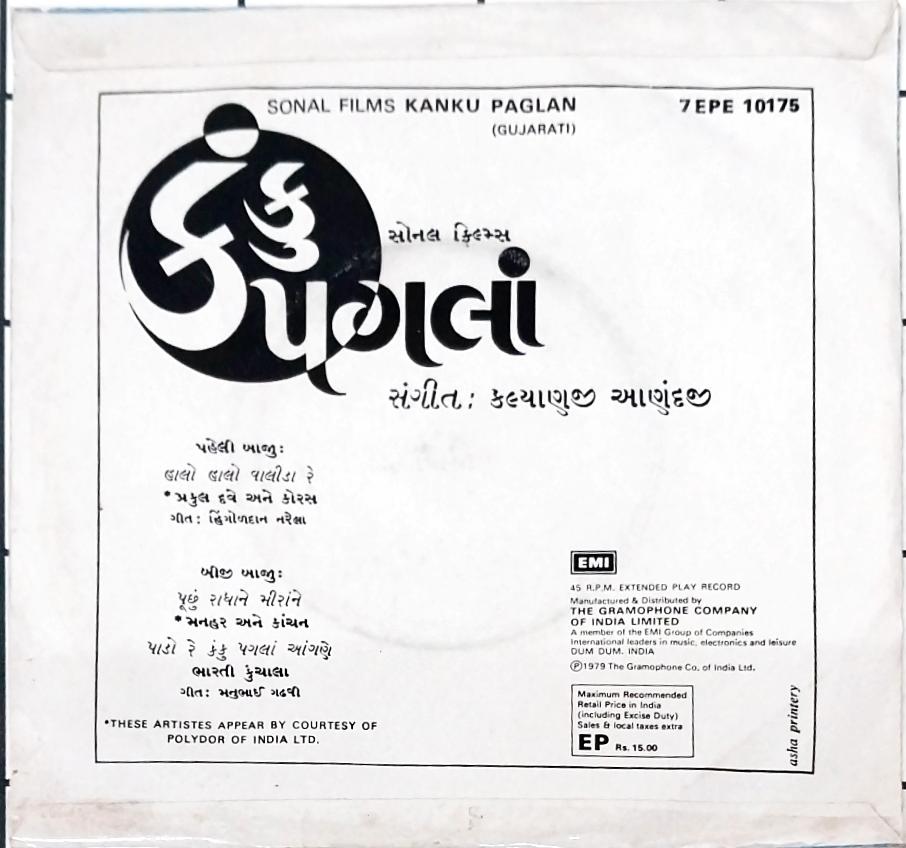 SONAL FILMS KANKU PAGLAN
7 EPE 10175
(GUJARATI)
કંકુ
સોનલ ફિલ્મ્સ
પગલાં
સંગીત : કલ્યાણજી આણંદજી
પહેલી બાજુ:
હાલો હાલો વાલીડા રે
* પ્રફુલ દવે અને કોરસ
ગીત : હિંગોળદાન નરેલા
બીજી બાજુ:
પૂછું રાધાને મીરાંને
* મનહર અને કાંચન
પાડો રે કંકુ પગલાં આંગણે
ભારતી કુંચાલા
ગીત: મનુભાઈ ગઢવી
*THESE ARTISTES APPEAR BY COURTESY OF
POLYDOR OF INDIA LTD.
EMI
45 R.P.M. EXTENDED PLAY RECORD
Manufactured & Distributed by
THE GRAMOPHONE COMPANY
OF INDIA LIMITED
A member of the EMI Group of Companies
International leaders in music, electronics and leisure
DUM DUM. INDIA
Ⓟ1979 The Gramophone Co. of India Ltd.
Maximum Recommended
Retail Price in India
(including Excise Duty)
Sales & local taxes extra
EP Rs. 15.00
asha printery